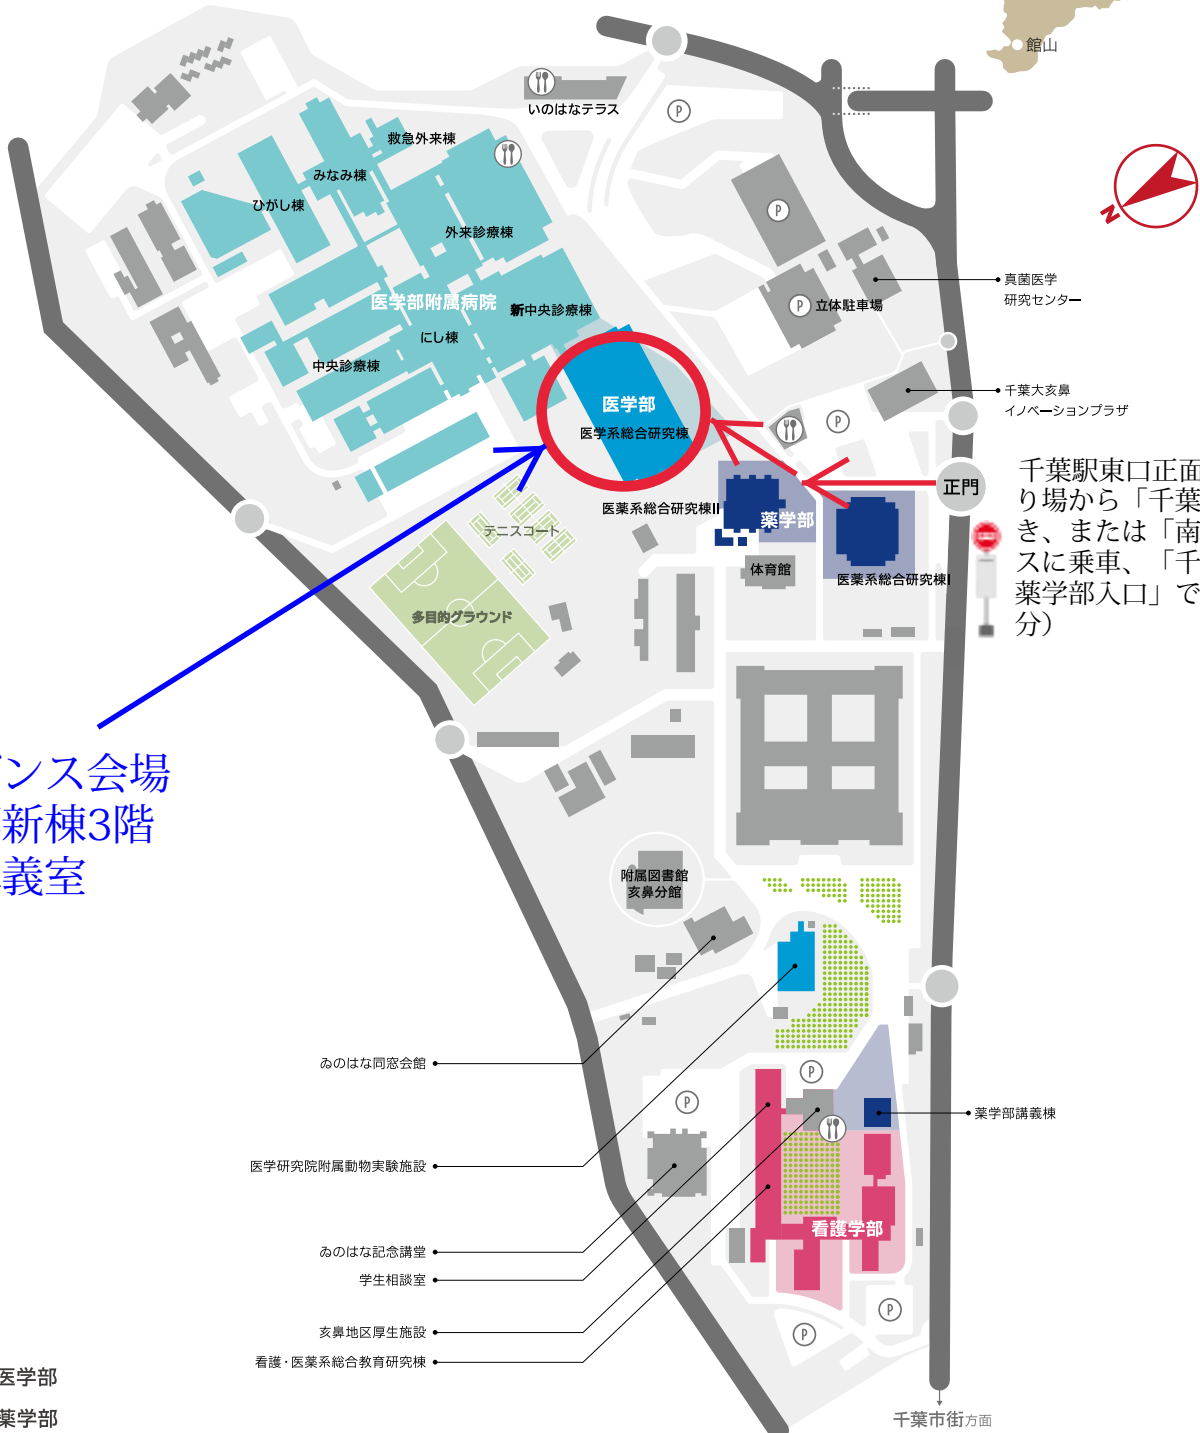 館山
いのはなテラス
P
救急外来棟
みなみ棟
ひがし棟
外来診療棟
P
N
医学部附属病院
新中央診療棟
にし棟
中央診療棟
P
立体駐車場
真菌医学
研究センター
医学部
医学系総合研究棟
P
千葉大亥鼻
イノベーションプラザ
正門
千葉駅東口正面
り場から「千葉
き、または「南
スに乗車、「千
薬学部入口」で
分）
医薬系総合研究棟II
薬学部
テニスコート
体育館
医薬系総合研究棟I
多目的グラウンド
ンス会場
新棟3階
義室
附属図書館
亥鼻分館
ゐのはな同窓会館
P
P
薬学部講義棟
医学研究院附属動物実験施設
看護学部
ゐのはな記念講堂
学生相談室
亥鼻地区厚生施設
看護・医薬系総合教育研究棟
P
P
医学部
薬学部
千葉市街方面